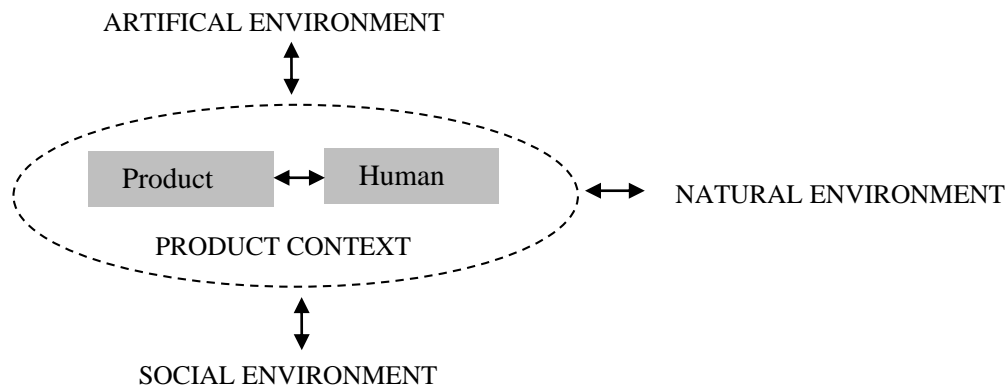 ARTIFICAL ENVIRONMENT
Product
Human
NATURAL ENVIRONMENT
PRODUCT CONTEXT
SOCIAL ENVIRONMENT